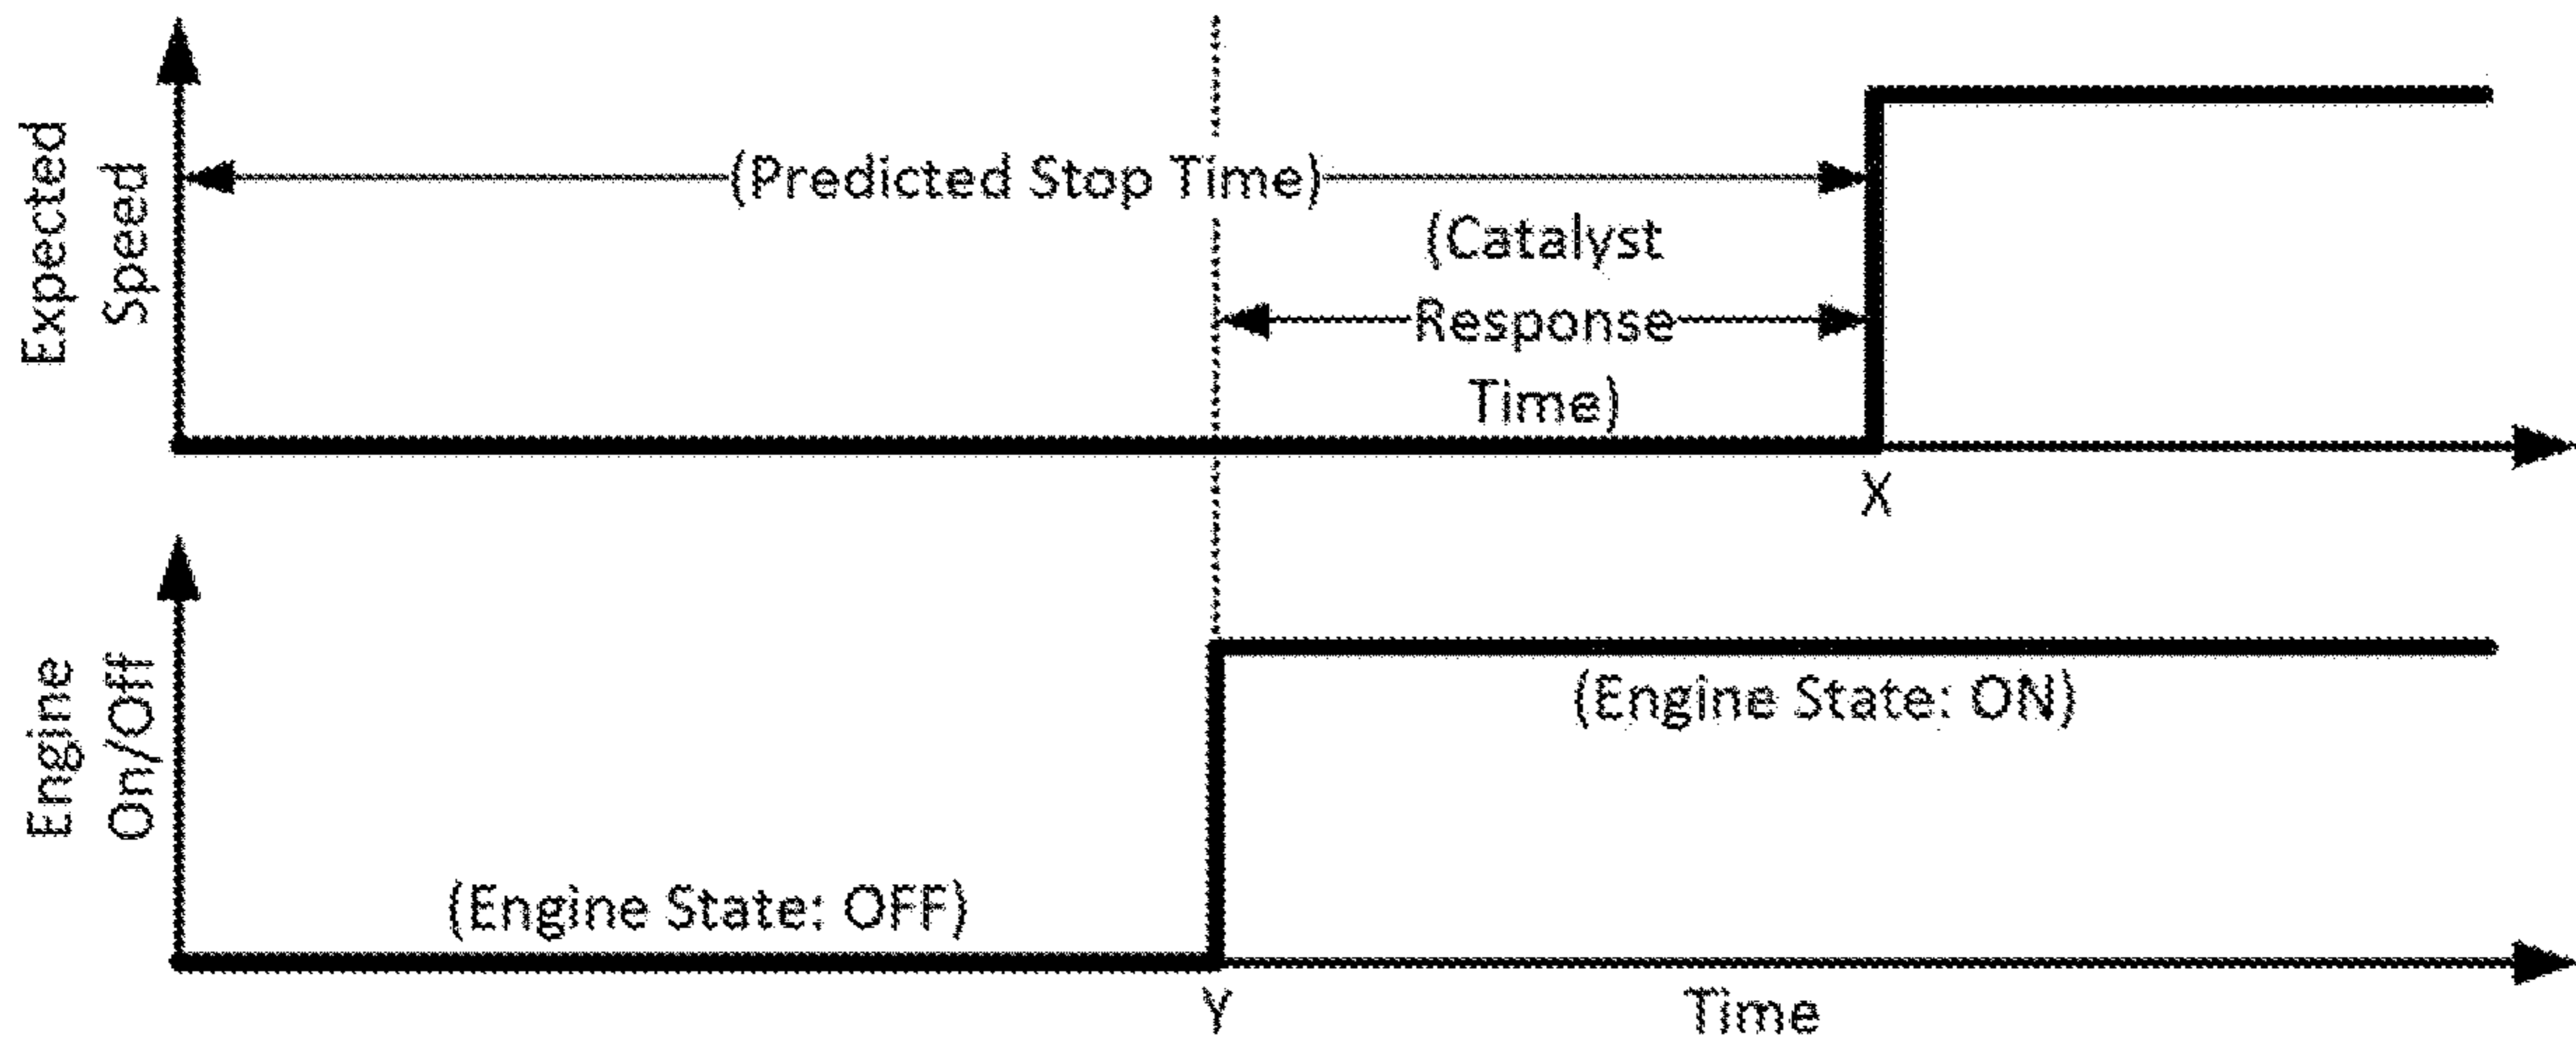 Expected
Speed
(Predicted Stop Time)
(Catalyst
Response
Time)
X
Engine
On/Off
(Engine State: ON)
(Engine State: OFF)
Y
Time